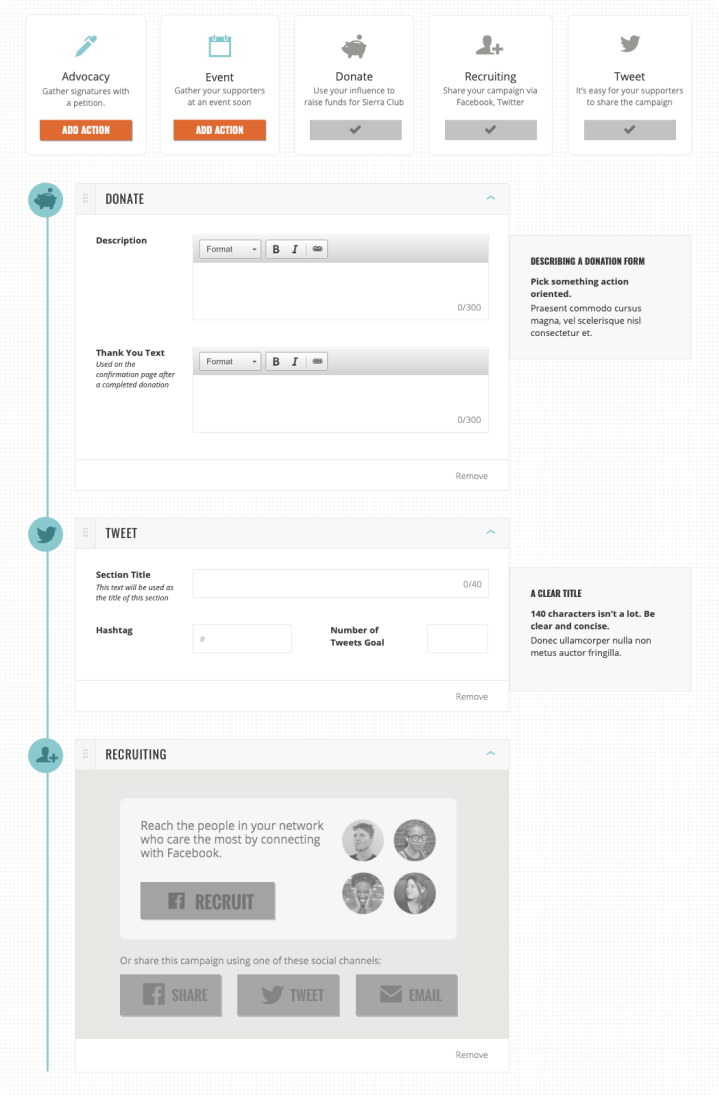 Advocacy
Gather signatures with
a petition.
ADD ACTION
Event
Gather your supporters
at an event soon
ADD ACTION
Donate
Use your influence to
raise funds for Sierra Club
Recruiting
Share your campaign via
Facebook, Twitter
Tweet
It's easy for your supporters
to share the campaign
DONATE
Description
Format
B I
0/300
DESCRIBING A DONATION FORM
Pick something action
oriented.
Praesent commodo cursus
magna, vel scelerisque nisl
consectetur et.
Thank You Text
Used on the
confirmation page after
a completed donation
Format
B I
0/300
Remove
TWEET
Section Title
This text will be used as
the title of this section
0/40
Hashtag
#
Number of
Tweets Goal
A CLEAR TITLE
140 characters isn't a lot. Be
clear and concise.
Donec ullamcorper nulla non
metus auctor fringilla.
Remove
RECRUITING
Reach the people in your network
who care the most by connecting
with Facebook.
RECRUIT
Or share this campaign using one of these social channels:
SHARE
TWEET
EMAIL
Remove